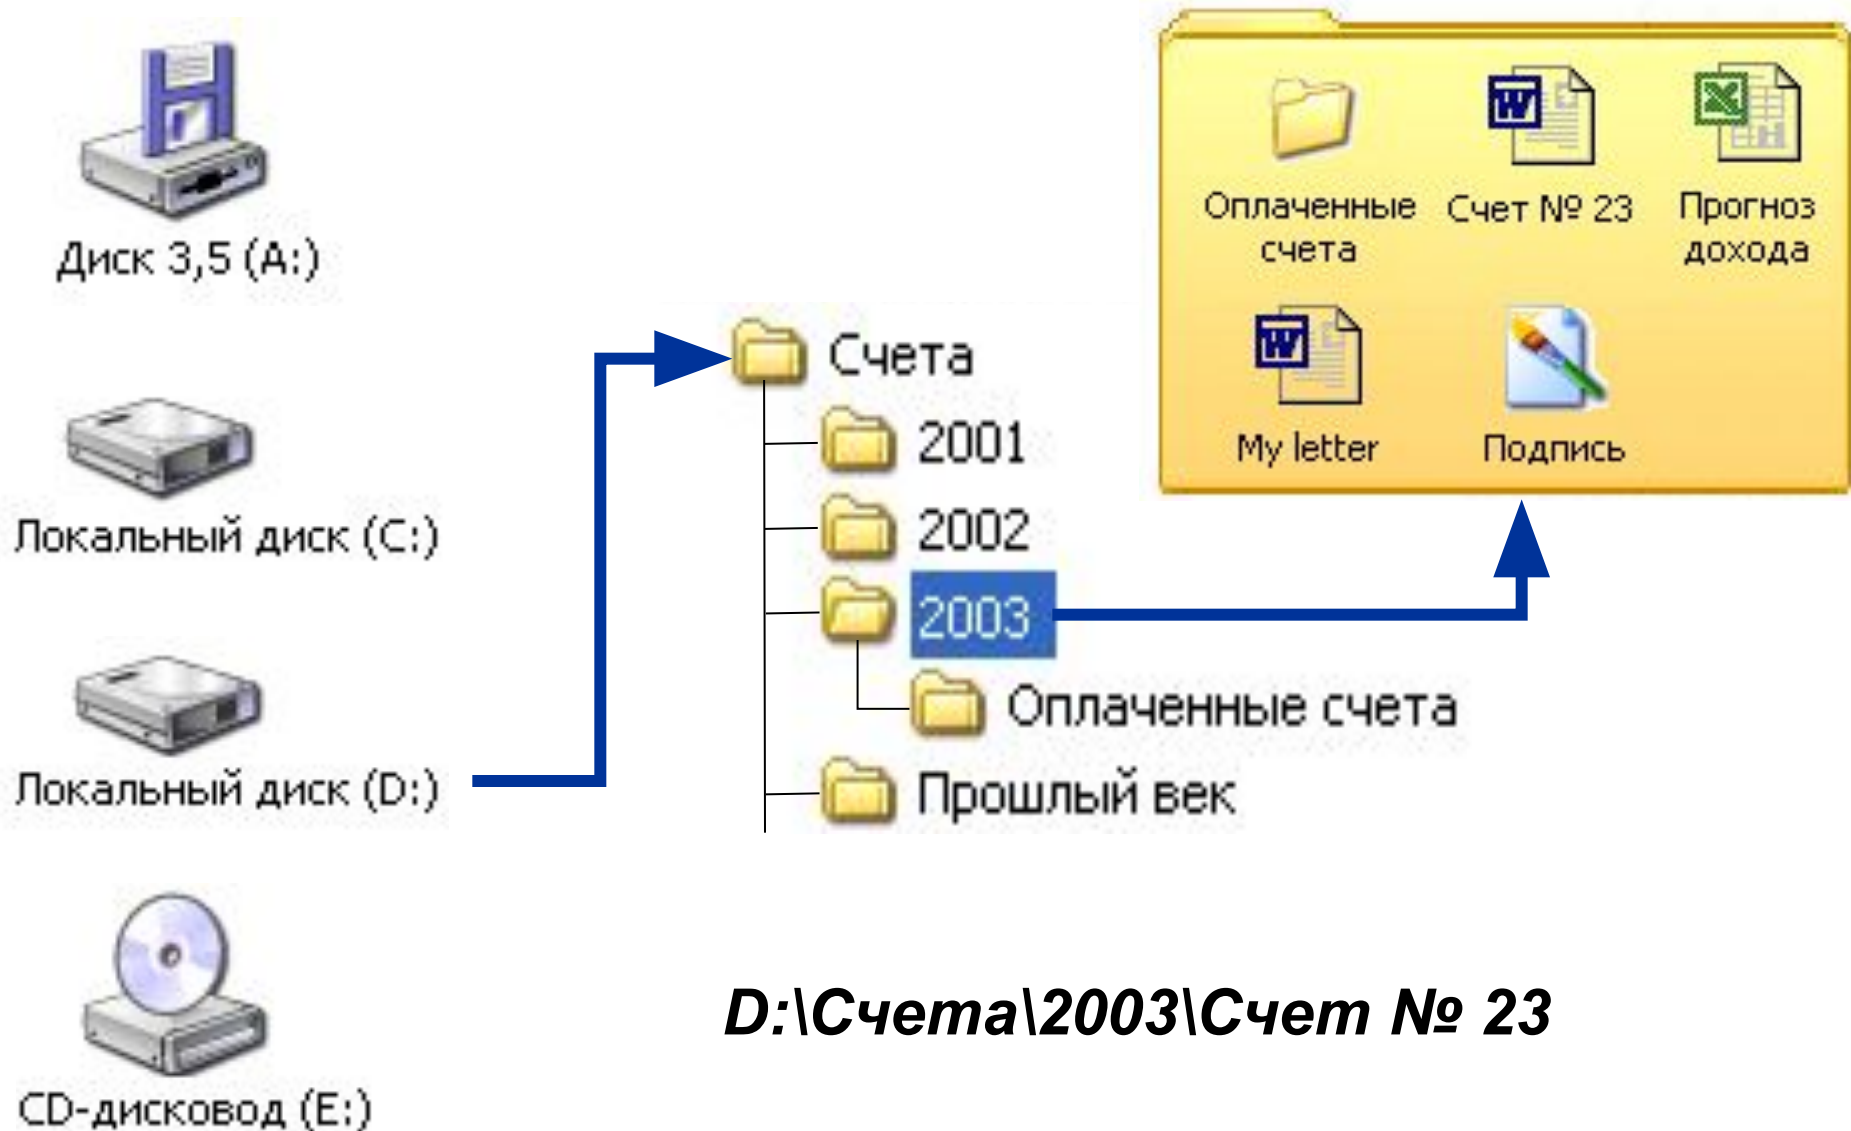 Диск 3,5 (A:)
Локальный диск (C:)
Локальный диск (D:)
CD-дисковод (E:)
Счета
2001
2002
2003
Оплаченные счета
Прошлый век
Оплаченные
счета
Счет № 23
Прогноз
дохода
My letter
Подпись
D:\Счета\2003\Счет № 23